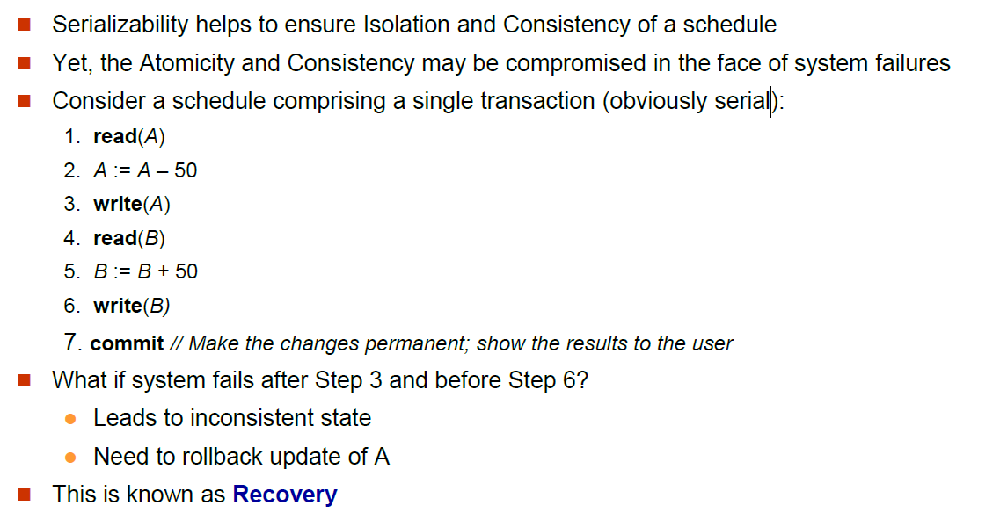 Serializability helps to ensure Isolation and Consistency of a schedule
Yet, the Atomicity and Consistency may be compromised in the face of system failures
Consider a schedule comprising a single transaction (obviously serial):
1. read(A)
2. A := A – 50
3. write(A)
4. read(B)
5. B := B + 50
6. write(B)
7. commit // Make the changes permanent; show the results to the user
What if system fails after Step 3 and before Step 6?
Leads to inconsistent state
Need to rollback update of A
This is known as Recovery